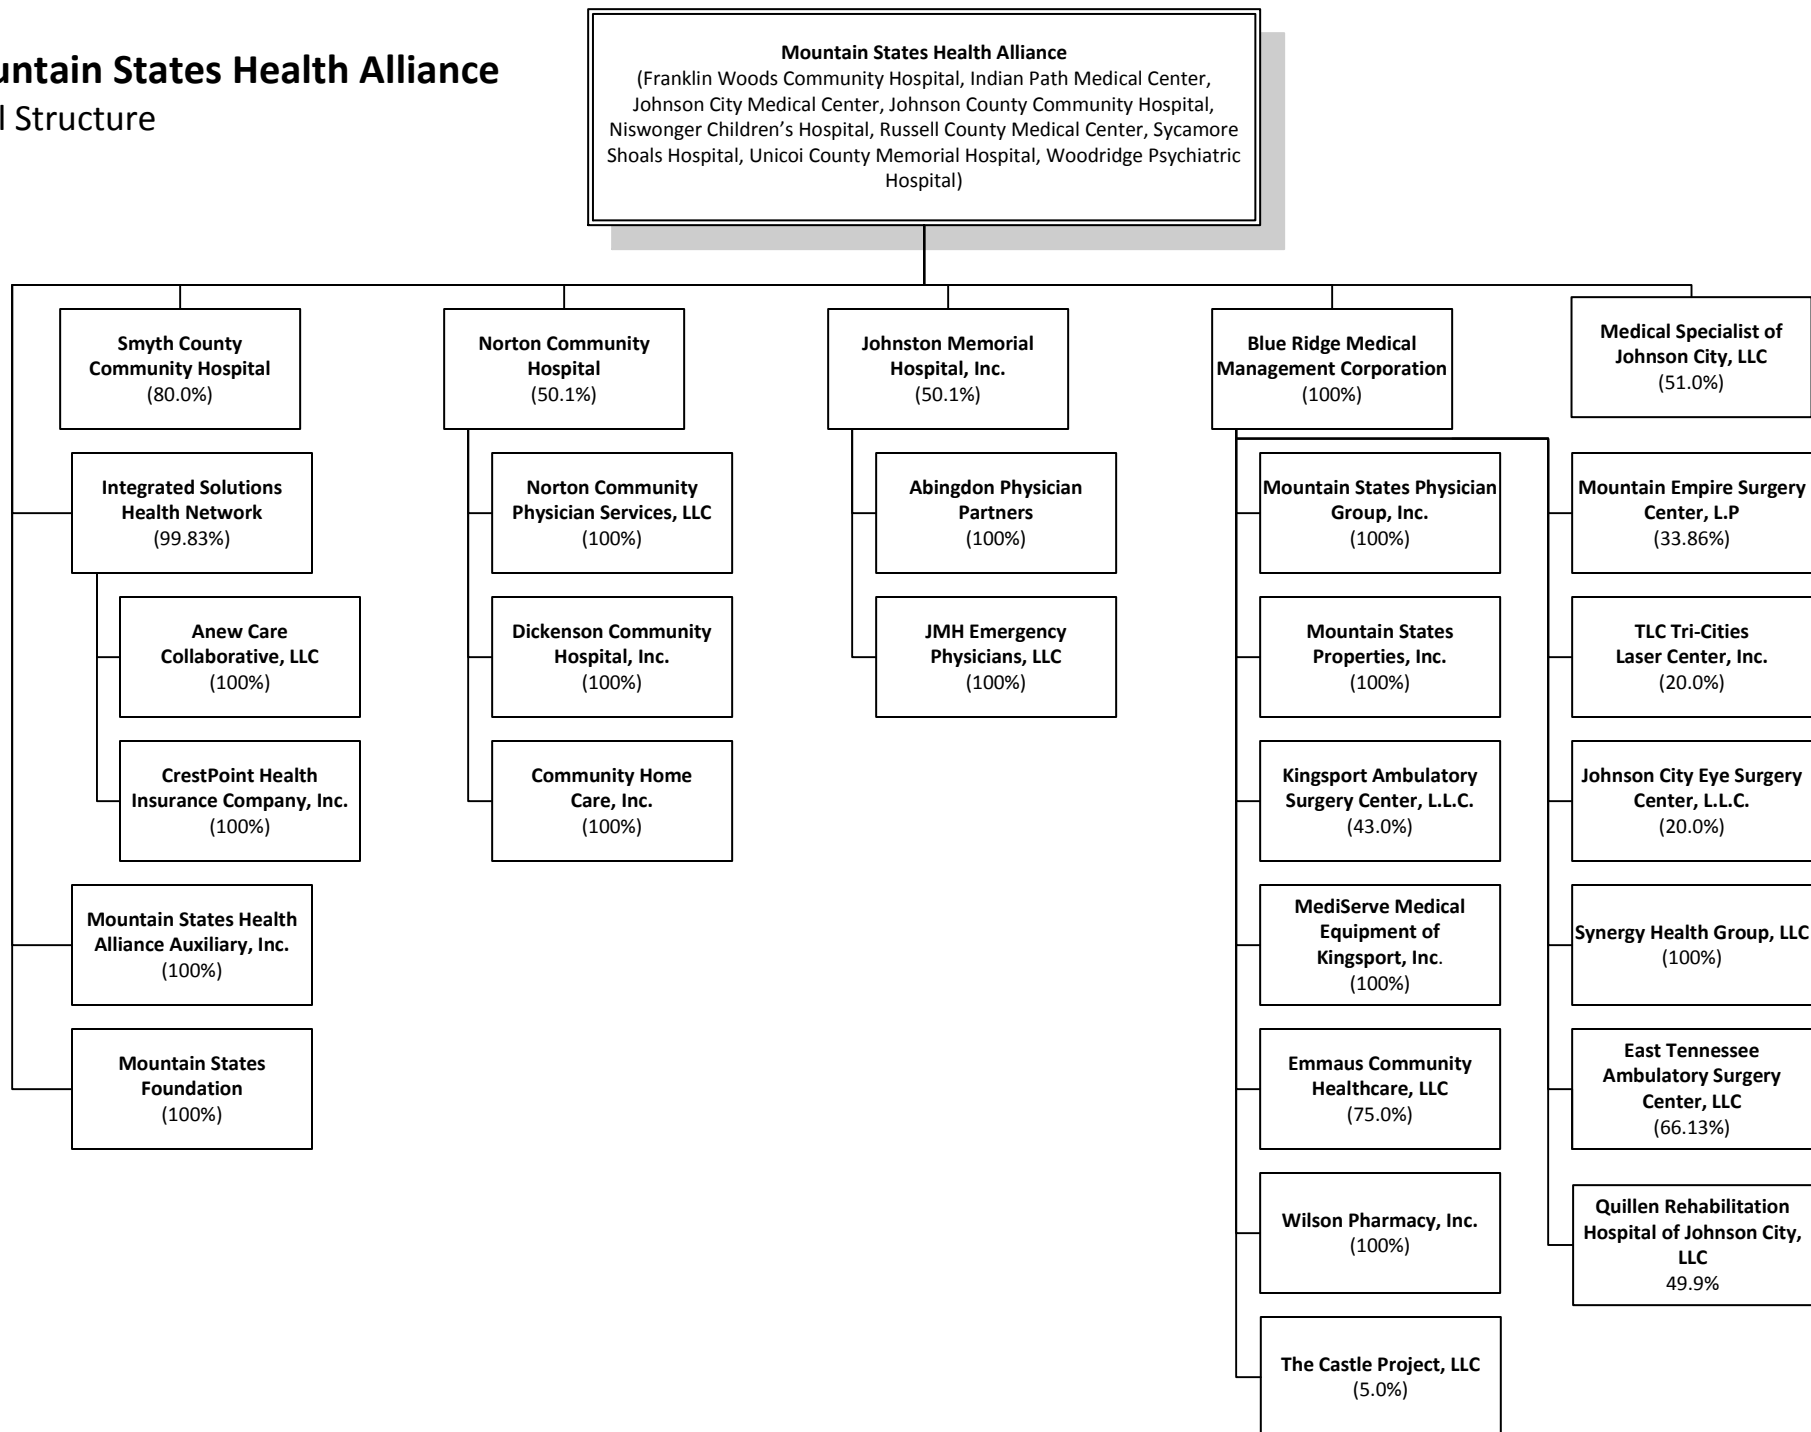 untain States Health Alliance
l Structure
Mountain States Health Alliance
(Franklin Woods Community Hospital, Indian Path Medical Center,
Johnson City Medical Center, Johnson County Community Hospital,
Niswonger Children’s Hospital, Russell County Medical Center, Sycamore
Shoals Hospital, Unicoi County Memorial Hospital, Woodridge Psychiatric
Hospital)
Smyth County
Community Hospital
(80.0%)
Integrated Solutions
Health Network
(99.83%)
Anew Care
Collaborative, LLC
(100%)
CrestPoint Health
Insurance Company, Inc.
(100%)
Mountain States Health
Alliance Auxiliary, Inc.
(100%)
Mountain States
Foundation
(100%)
Norton Community
Hospital
(50.1%)
Norton Community
Physician Services, LLC
(100%)
Dickenson Community
Hospital, Inc.
(100%)
Community Home
Care, Inc.
(100%)
Johnston Memorial
Hospital, Inc.
(50.1%)
Abingdon Physician
Partners
(100%)
JMH Emergency
Physicians, LLC
(100%)
Blue Ridge Medical
Management Corporation
(100%)
Mountain States Physician
Group, Inc.
(100%)
Mountain States
Properties, Inc.
(100%)
Kingsport Ambulatory
Surgery Center, L.L.C.
(43.0%)
MediServe Medical
Equipment of
Kingsport, Inc.
(100%)
Emmaus Community
Healthcare, LLC
(75.0%)
Wilson Pharmacy, Inc.
(100%)
The Castle Project, LLC
(5.0%)
Medical Specialist of
Johnson City, LLC
(51.0%)
Mountain Empire Surgery
Center, L.P
(33.86%)
TLC Tri-Cities
Laser Center, Inc.
(20.0%)
Johnson City Eye Surgery
Center, L.L.C.
(20.0%)
Synergy Health Group, LLC
(100%)
East Tennessee
Ambulatory Surgery
Center, LLC
(66.13%)
Quillen Rehabilitation
Hospital of Johnson City,
LLC
49.9%